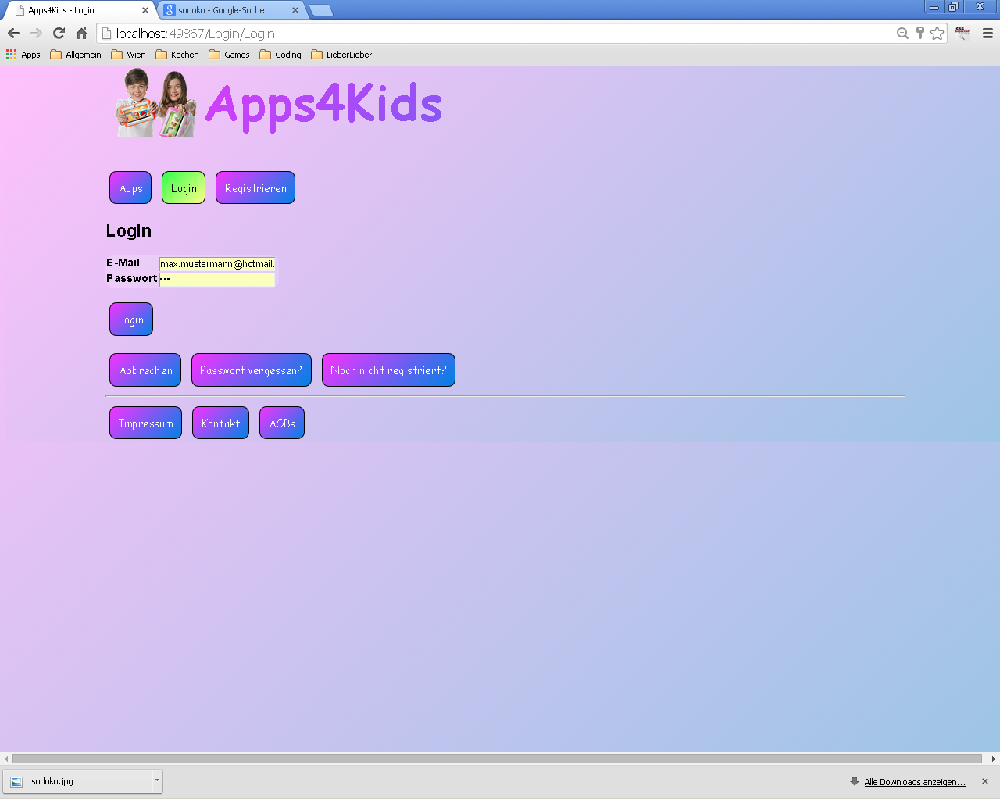 Apps4Kids - Login
sudoku - Google-Suche
localhost:49867/Login/Login
Apps Allgemein Wien Kochen Games Coding LieberLieber
Apps4Kids
Apps Login Registrieren
Login
E-Mail max.mustermann@hotmail.
Passwort •••
Login
Abbrechen Passwort vergessen? Noch nicht registriert?
Impressum Kontakt AGBs
sudoku.jpg
Alle Downloads anzeigen...